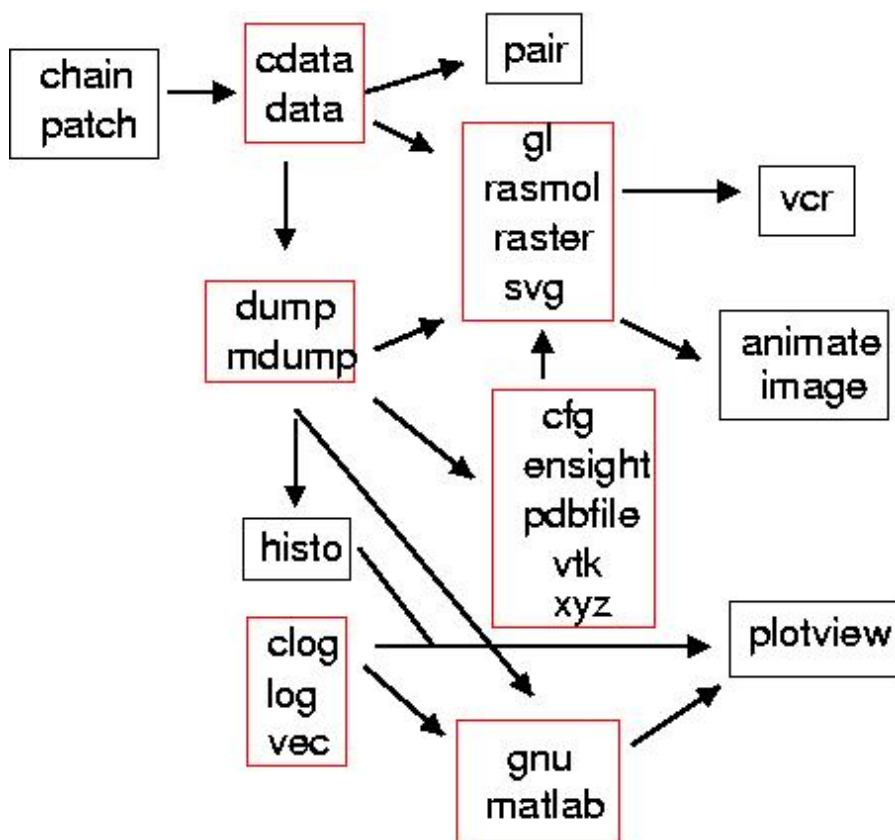 chain
patch
cdata
data
pair
gl
rasmol
raster
svg
vcr
dump
mdump
animate
image
cfg
ensight
pdbfile
vtk
xyz
histo
clog
log
vec
plotview
gnu
matlab